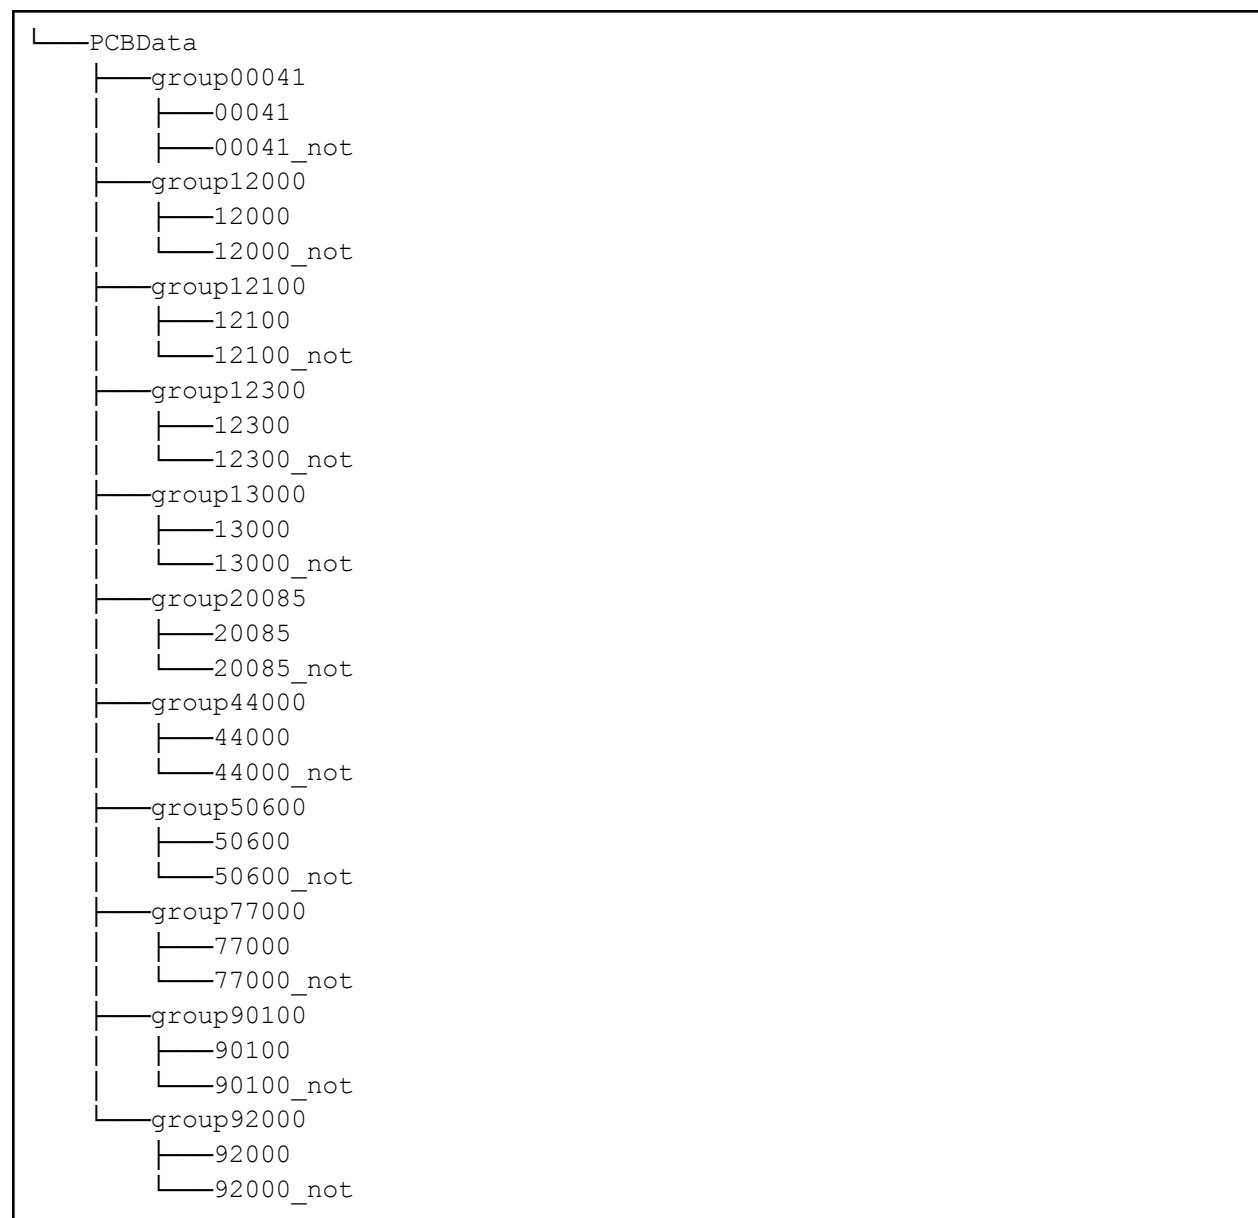 └───PCBData
    ├───group00041
    │   ├───00041
    │   ├───00041_not
    ├───group12000
    │   ├───12000
    │   └───12000_not
    ├───group12100
    │   ├───12100
    │   └───12100_not
    ├───group12300
    │   ├───12300
    │   └───12300_not
    ├───group13000
    │   ├───13000
    │   └───13000_not
    ├───group20085
    │   ├───20085
    │   └───20085_not
    ├───group44000
    │   ├───44000
    │   └───44000_not
    ├───group50600
    │   ├───50600
    │   └───50600_not
    ├───group77000
    │   ├───77000
    │   └───77000_not
    ├───group90100
    │   ├───90100
    │   └───90100_not
    └───group92000
        ├───92000
        └───92000_not